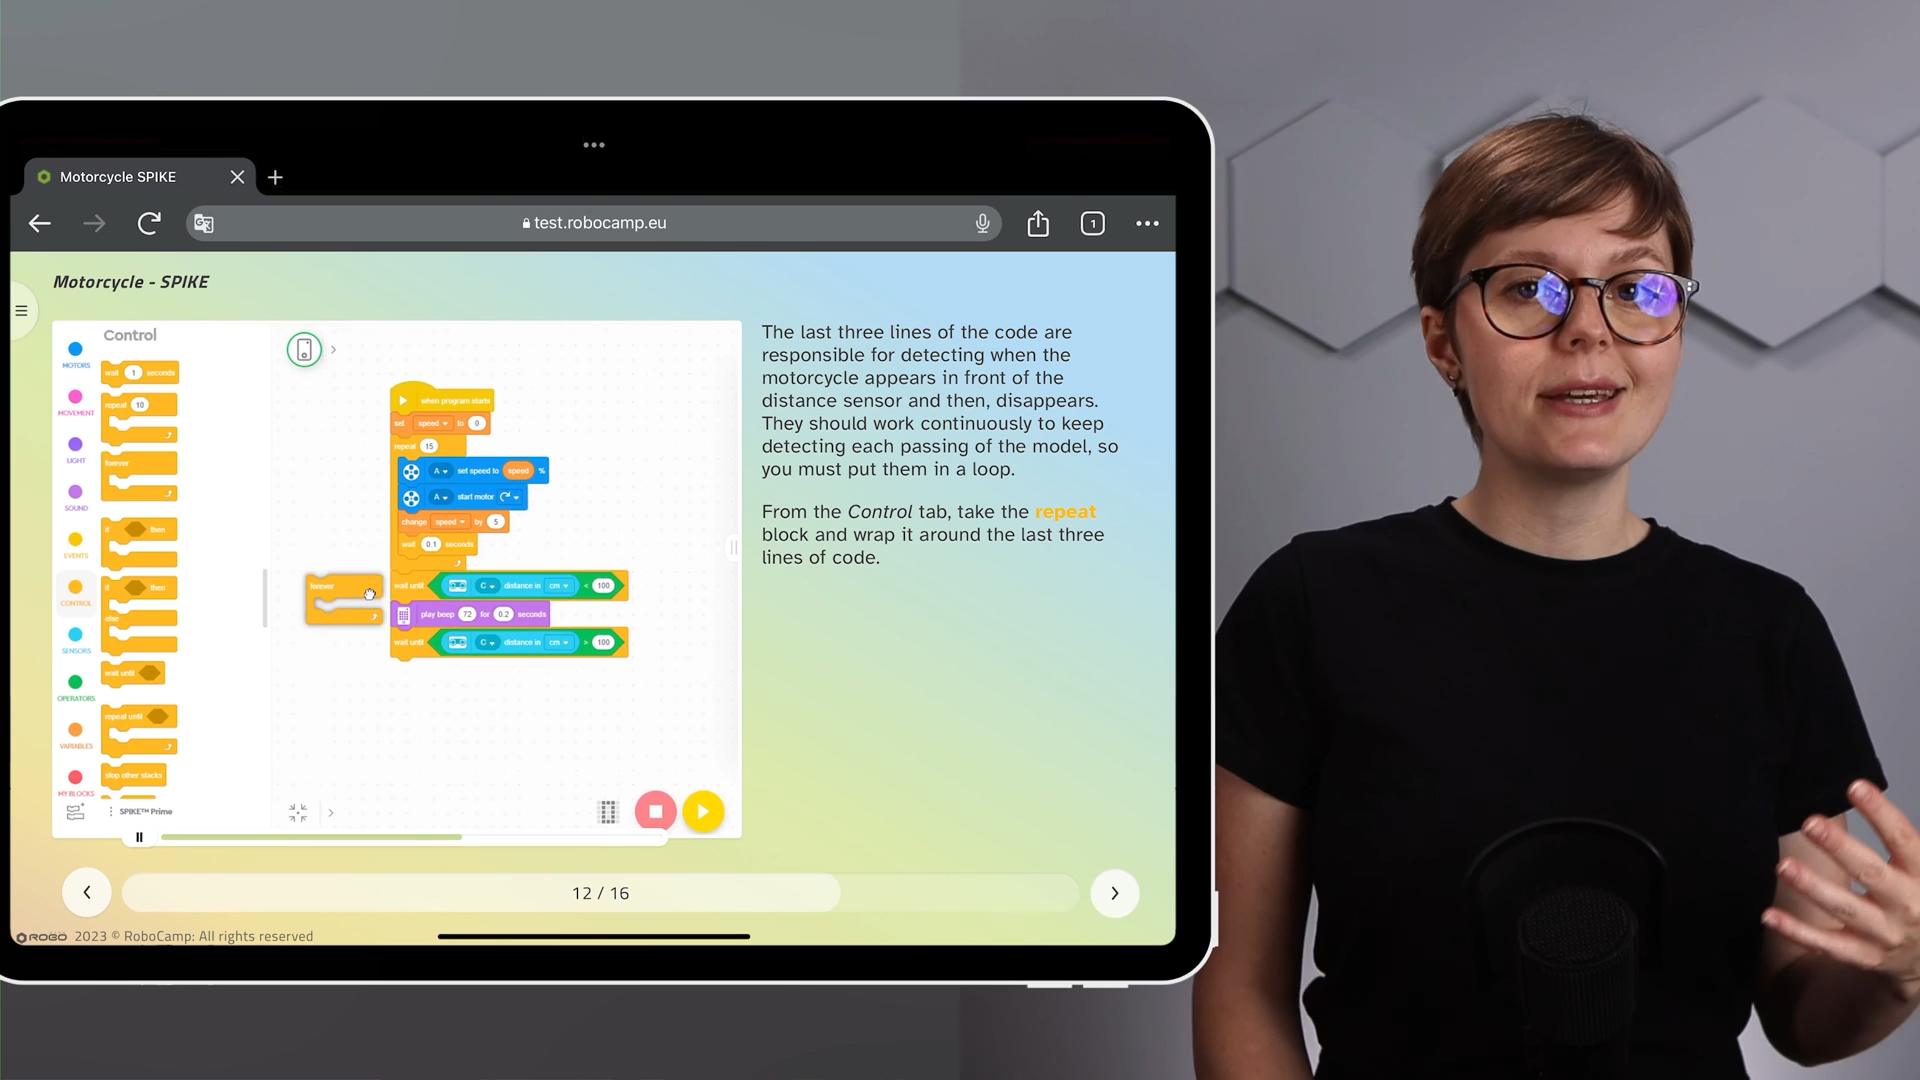 Motorcycle SPIKE
test.robocamp.eu
1
Motorcycle - SPIKE
Control
MOTORS
MOVEMENT
LIGHT
SOUND
EVENTS
CONTROL
SENSORS
OPERATORS
VARIABLES
MY BLOCKS
wait 1 seconds
repeat 10
forever
if then
if then
else
wait until
repeat until
stop other stacks
SPIKE™ Prime
when program starts
set speed to 0
repeat 15
A set speed to speed %
A start motor
change speed by 5
wait 0.1 seconds
forever
wait until C distance in cm < 100
play beep 72 for 0.2 seconds
wait until C distance in cm > 100
The last three lines of the code are
responsible for detecting when the
motorcycle appears in front of the
distance sensor and then, disappears.
They should work continuously to keep
detecting each passing of the model, so
you must put them in a loop.
From the Control tab, take the repeat
block and wrap it around the last three
lines of code.
12 / 16
ROBO 2023 © RoboCamp: All rights reserved